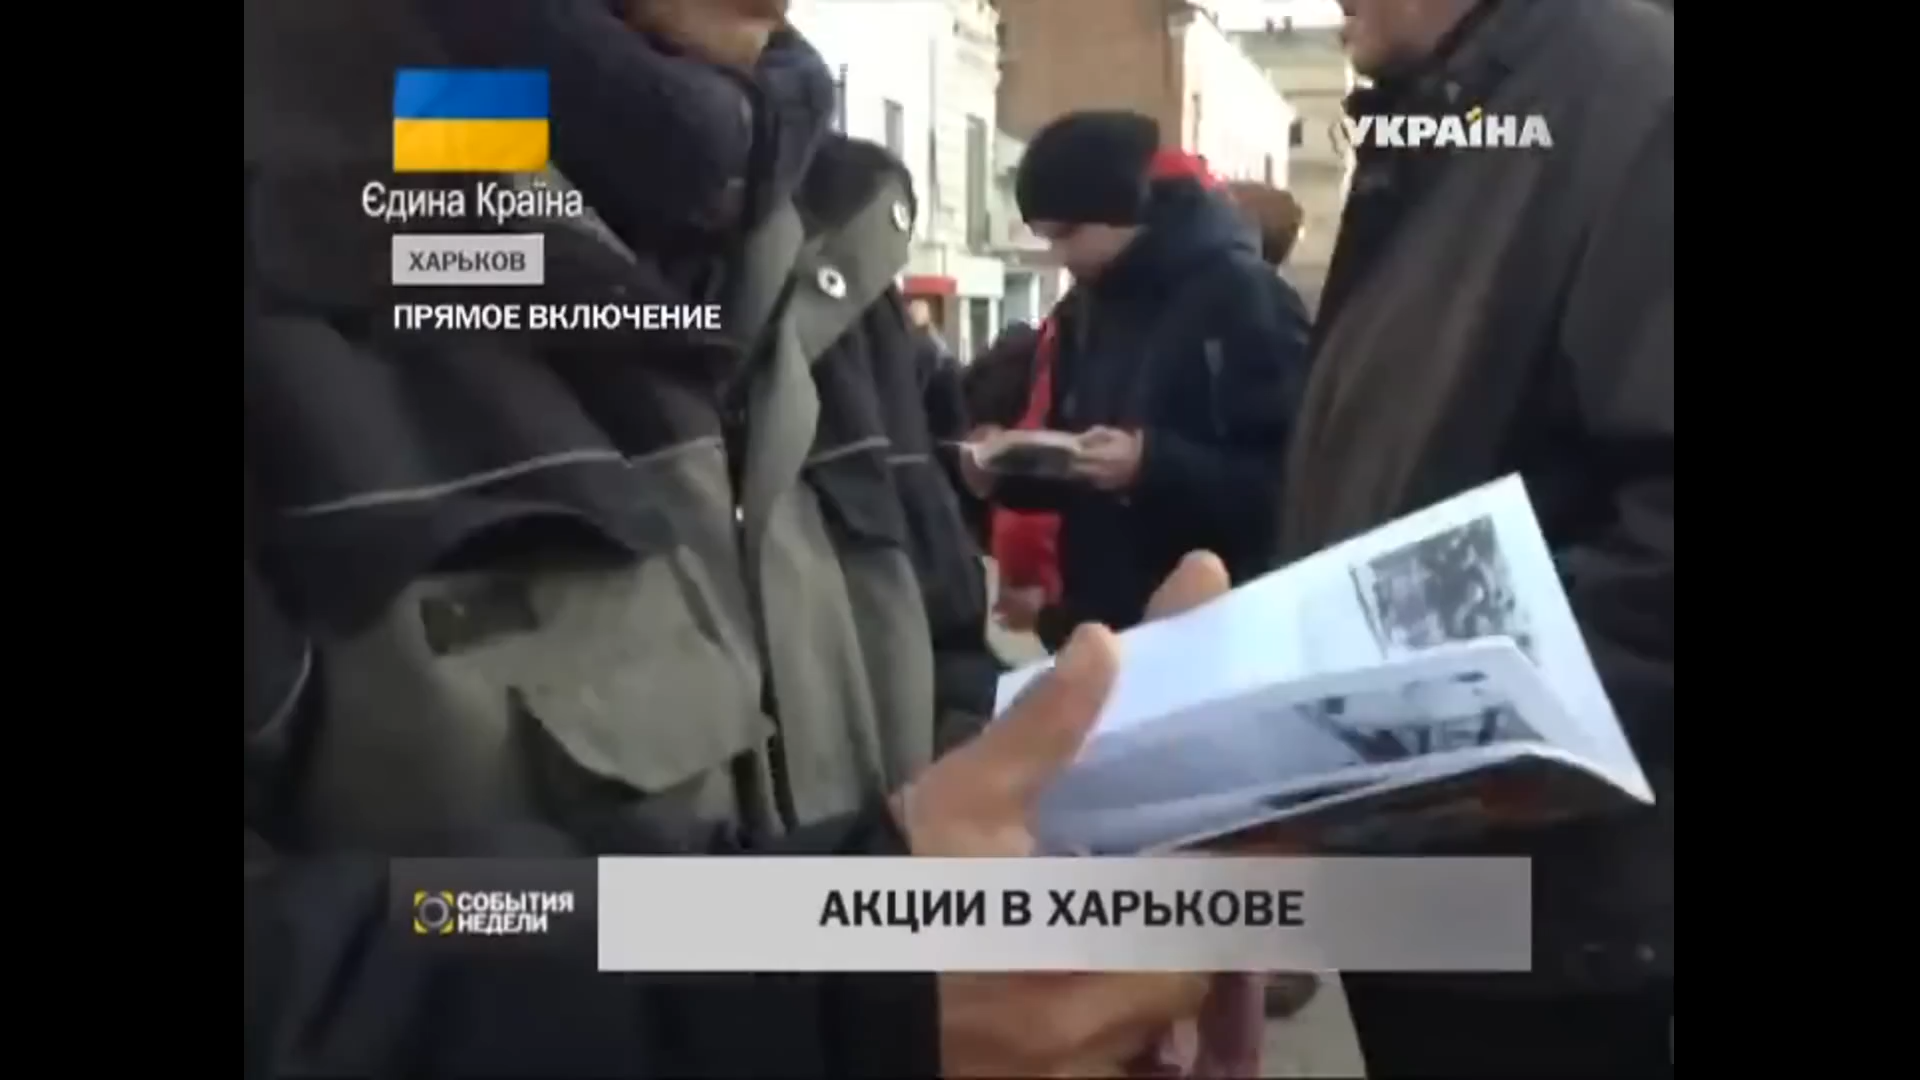 УКРАЇНА
Єдина Країна
ХАРЬКОВ
ПРЯМОЕ ВКЛЮЧЕНИЕ
СОБЫТИЯ
НЕДЕЛИ
АКЦИИ В ХАРЬКОВЕ